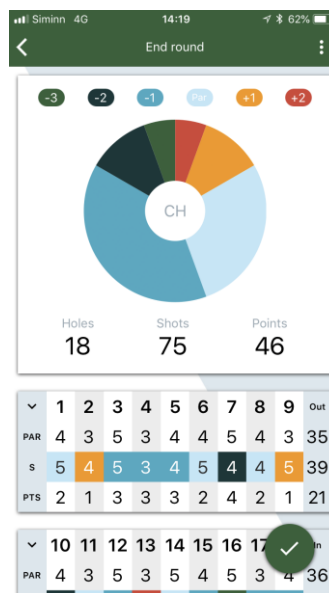 Siminn 4G 14:19 62%
End round
-3 -2 -1 Par +1 +2
CH
Holes Shots Points
18 75 46
1 2 3 4 5 6 7 8 9 Out
PAR 4 3 5 3 4 4 5 4 3 35
S 5 4 5 3 4 5 4 4 5 39
PTS 2 1 3 3 3 2 4 2 1 21
10 11 12 13 14 15 16 17 In
PAR 4 3 5 3 5 4 5 3 4 36